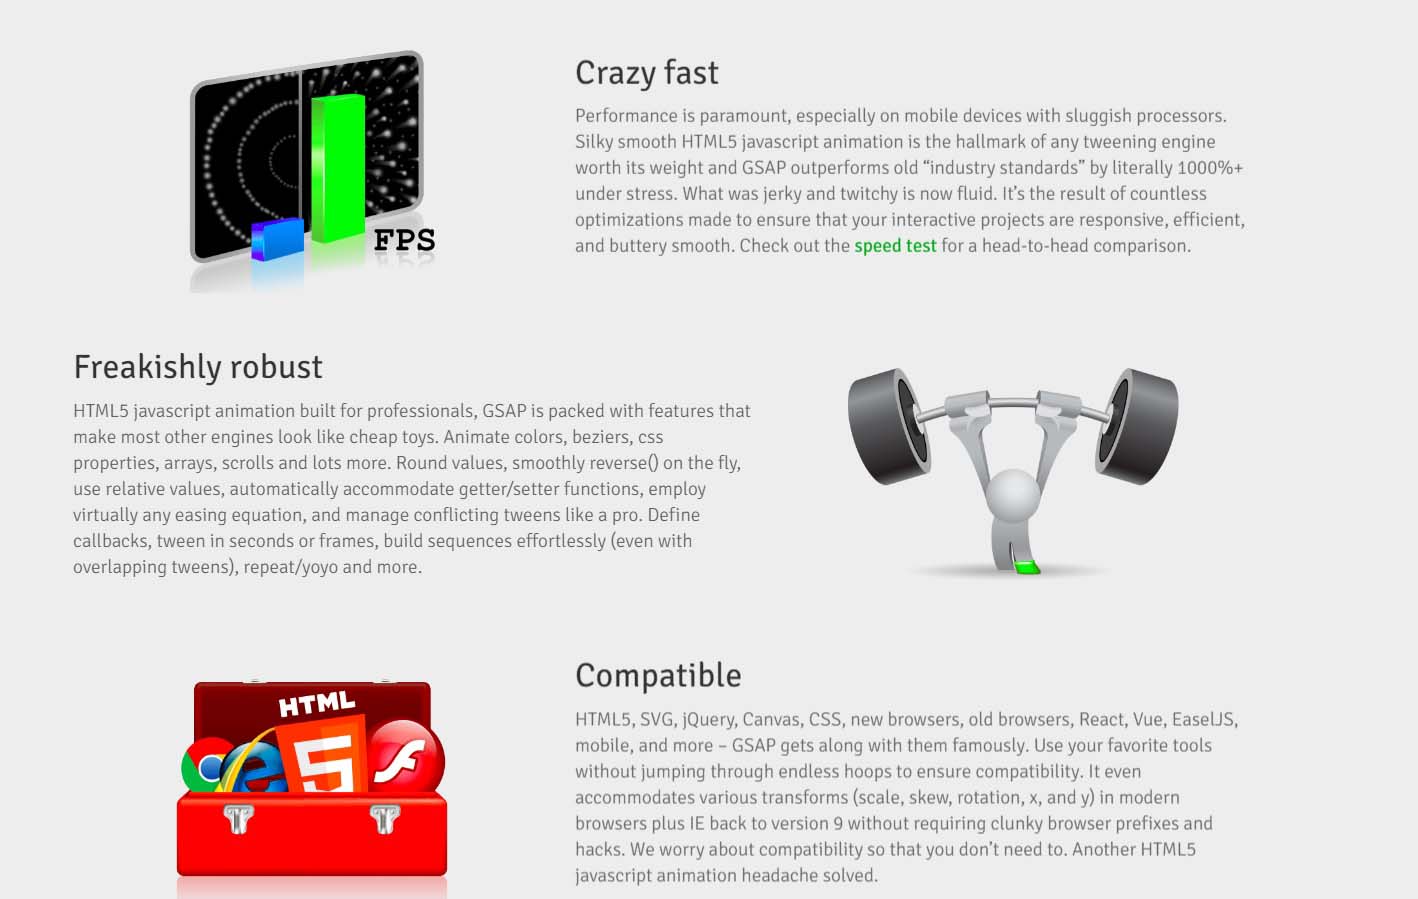 FPS
Crazy fast
Performance is paramount, especially on mobile devices with sluggish processors.
Silky smooth HTML5 javascript animation is the hallmark of any tweening engine
worth its weight and GSAP outperforms old “industry standards” by literally 1000%+
under stress. What was jerky and twitchy is now fluid. It’s the result of countless
optimizations made to ensure that your interactive projects are responsive, efficient,
and buttery smooth. Check out the speed test for a head-to-head comparison.
Freakishly robust
HTML5 javascript animation built for professionals, GSAP is packed with features that
make most other engines look like cheap toys. Animate colors, beziers, css
properties, arrays, scrolls and lots more. Round values, smoothly reverse() on the fly,
use relative values, automatically accommodate getter/setter functions, employ
virtually any easing equation, and manage conflicting tweens like a pro. Define
callbacks, tween in seconds or frames, build sequences effortlessly (even with
overlapping tweens), repeat/yoyo and more.
HTML
5
Compatible
HTML5, SVG, jQuery, Canvas, CSS, new browsers, old browsers, React, Vue, EaselJS,
mobile, and more – GSAP gets along with them famously. Use your favorite tools
without jumping through endless hoops to ensure compatibility. It even
accommodates various transforms (scale, skew, rotation, x, and y) in modern
browsers plus IE back to version 9 without requiring clunky browser prefixes and
hacks. We worry about compatibility so that you don’t need to. Another HTML5
javascript animation headache solved.